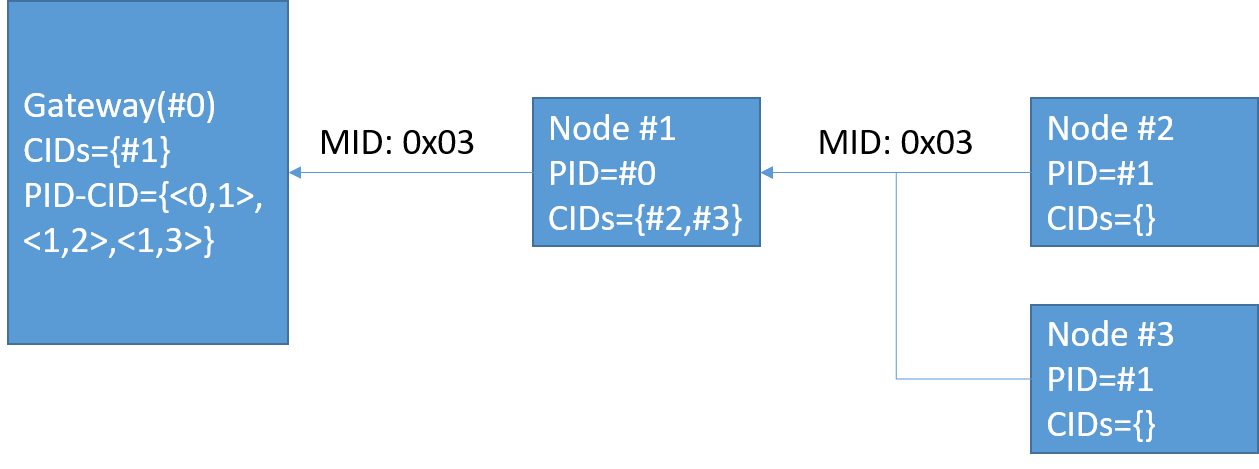 Gateway(#0)
CIDs={#1}
PID-CID={<0,1>,
<1,2>,<1,3>}
MID: 0x03
Node #1
PID=#0
CIDs={#2,#3}
MID: 0x03
Node #2
PID=#1
CIDs={}
Node #3
PID=#1
CIDs={}